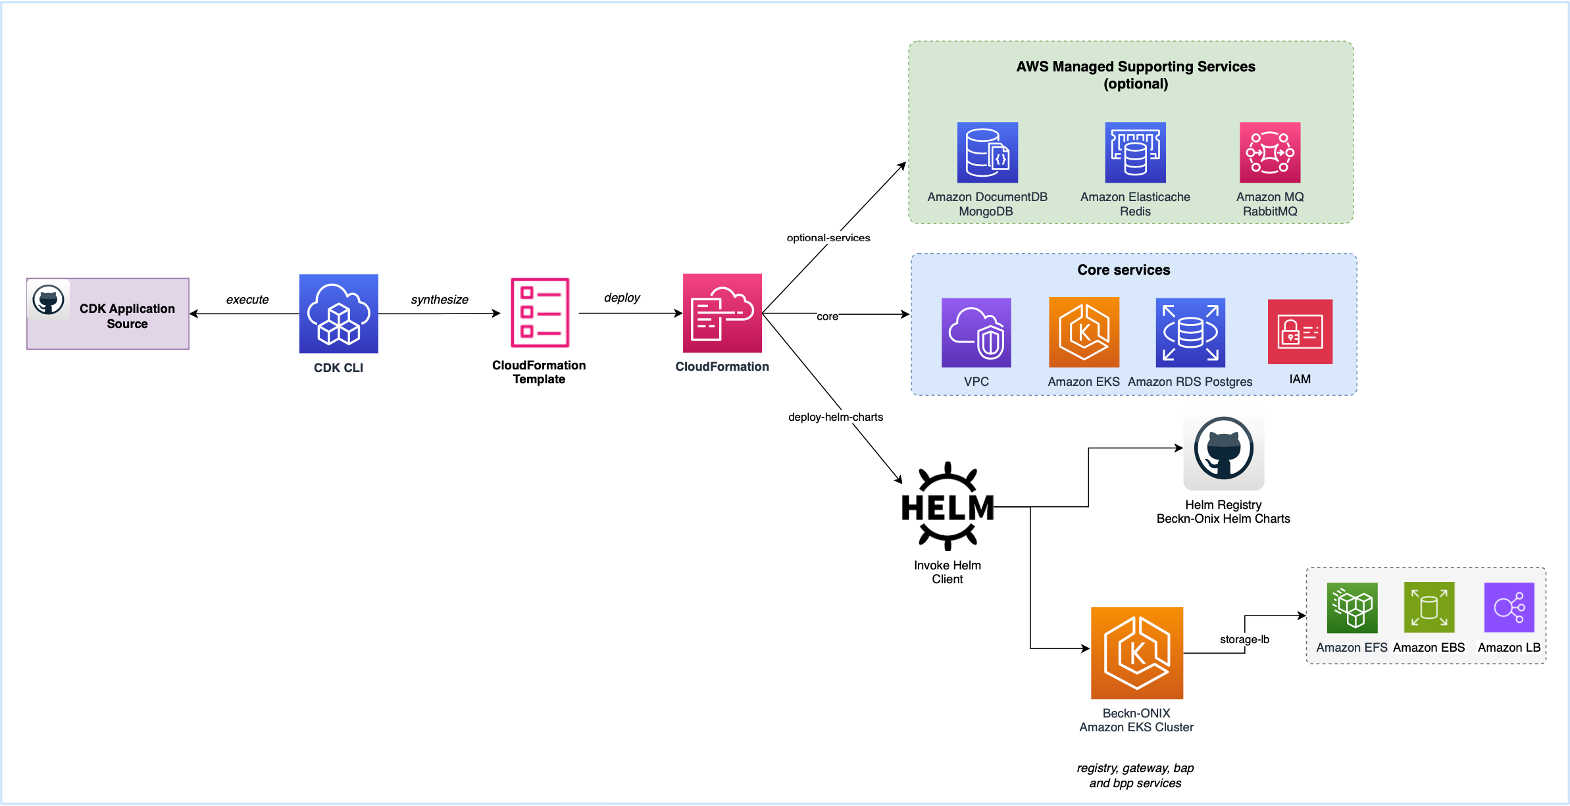 AWS Managed Supporting Services
(optional)
Amazon DocumentDB
MongoDB
Amazon Elasticache
Redis
Amazon MQ
RabbitMQ
optional-services
Core services
VPC
Amazon EKS
Amazon RDS Postgres
IAM
CDK Application
Source
execute
CDK CLI
synthesize
CloudFormation
Template
deploy
CloudFormation
core
deploy-helm-charts
HELM
Invoke Helm
Client
Helm Registry
Beckn-Onix Helm Charts
Beckn-ONIX
Amazon EKS Cluster
registry, gateway, bap
and bpp services
storage-lb
Amazon EFS
Amazon EBS
Amazon LB